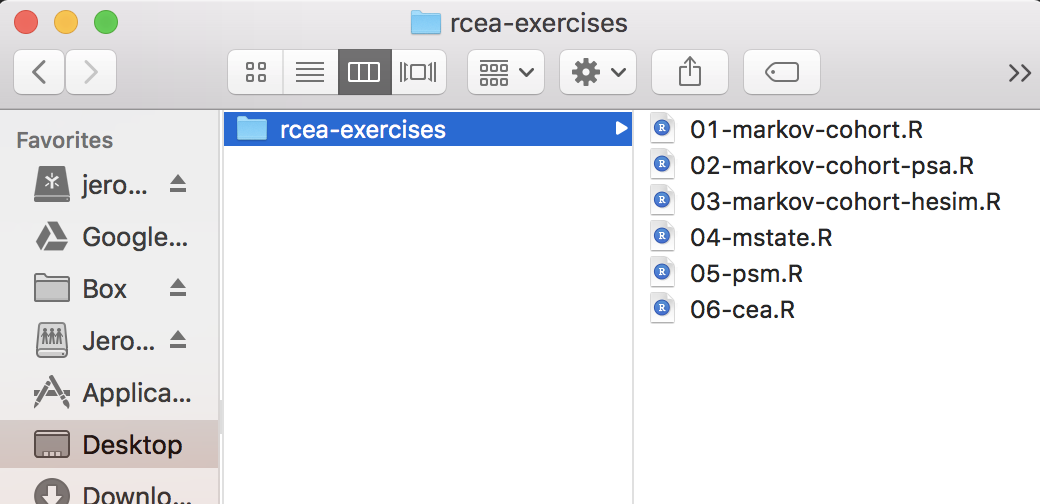 rcea-exercises
Favorites
jero...
Google...
Box
Jero...
Applica...
Desktop
Downlo...
rcea-exercises
R 01-markov-cohort.R
R 02-markov-cohort-psa.R
R 03-markov-cohort-hesim.R
R 04-mstate.R
R 05-psm.R
R 06-cea.R